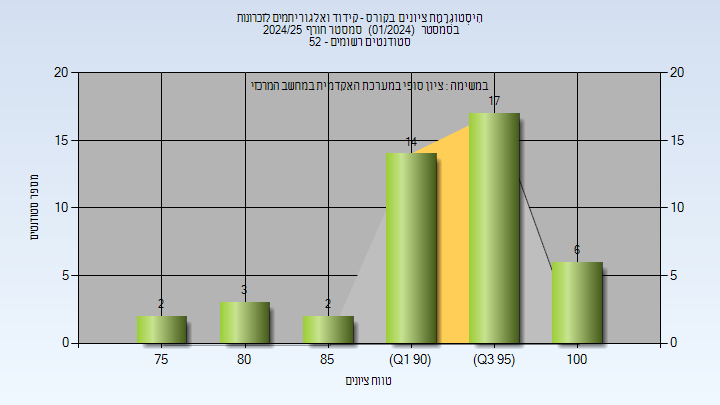 היסטוגרמת ציונים בקורס - קידוד ואלגוריתמים לזכרונות
בסמסטר (01/2024) סמסטר חורף 2024/25
סטודנטים רשומים - 52
במשימה : ציון סופי במערכת האקדמית במחשב המרכזי
מספר סטודנטים
20
15
10
5
0
20
15
10
5
0
2
3
2
14
17
6
75
80
85
(Q1 90)
(Q3 95)
100
טווח ציונים